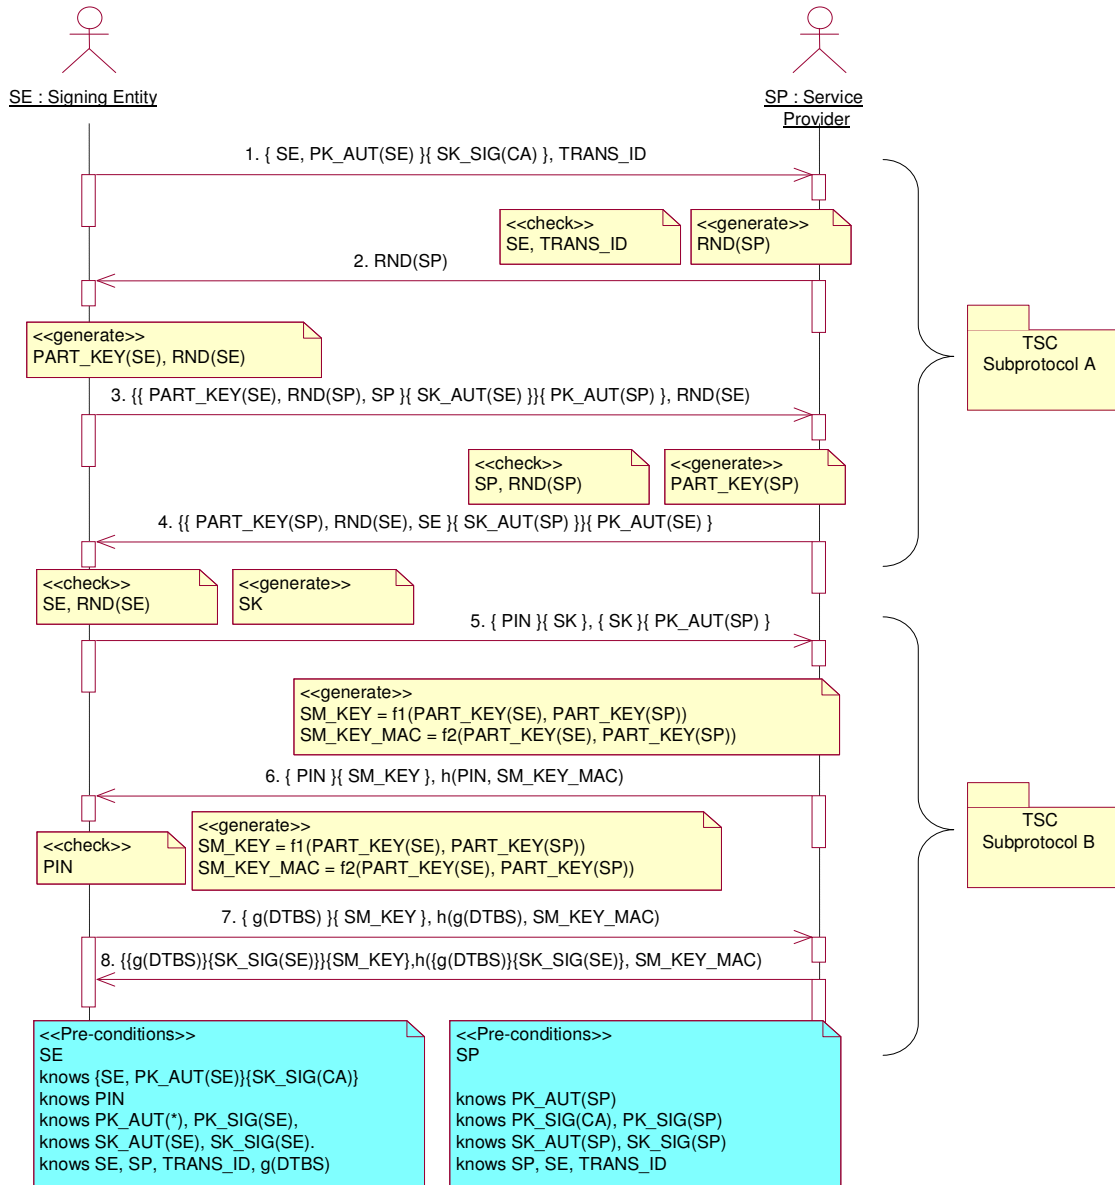 SE : Signing Entity
SP : Service
Provider
1. { SE, PK_AUT(SE) }{ SK_SIG(CA) }, TRANS_ID
<<check>>
SE, TRANS_ID
<<generate>>
RND(SP)
2. RND(SP)
<<generate>>
PART_KEY(SE), RND(SE)
TSC
Subprotocol A
3. {{ PART_KEY(SE), RND(SP), SP }{ SK_AUT(SE) }}{ PK_AUT(SP) }, RND(SE)
<<check>>
SP, RND(SP)
<<generate>>
PART_KEY(SP)
4. {{ PART_KEY(SP), RND(SE), SE }{ SK_AUT(SP) }}{ PK_AUT(SE) }
<<check>>
SE, RND(SE)
<<generate>>
SK
5. { PIN }{ SK }, { SK }{ PK_AUT(SP) }
<<generate>>
SM_KEY = f1(PART_KEY(SE), PART_KEY(SP))
SM_KEY_MAC = f2(PART_KEY(SE), PART_KEY(SP))
6. { PIN }{ SM_KEY }, h(PIN, SM_KEY_MAC)
<<check>>
PIN
<<generate>>
SM_KEY = f1(PART_KEY(SE), PART_KEY(SP))
SM_KEY_MAC = f2(PART_KEY(SE), PART_KEY(SP))
TSC
Subprotocol B
7. { g(DTBS) }{ SM_KEY }, h(g(DTBS), SM_KEY_MAC)
8. {{g(DTBS)}{SK_SIG(SE)}}{SM_KEY},h({g(DTBS)}{SK_SIG(SE)}, SM_KEY_MAC)
<<Pre-conditions>>
SE
knows {SE, PK_AUT(SE)}{SK_SIG(CA)}
knows PIN
knows PK_AUT(*), PK_SIG(SE),
knows SK_AUT(SE), SK_SIG(SE).
knows SE, SP, TRANS_ID, g(DTBS)
<<Pre-conditions>>
SP
knows PK_AUT(SP)
knows PK_SIG(CA), PK_SIG(SP)
knows SK_AUT(SP), SK_SIG(SP)
knows SP, SE, TRANS_ID